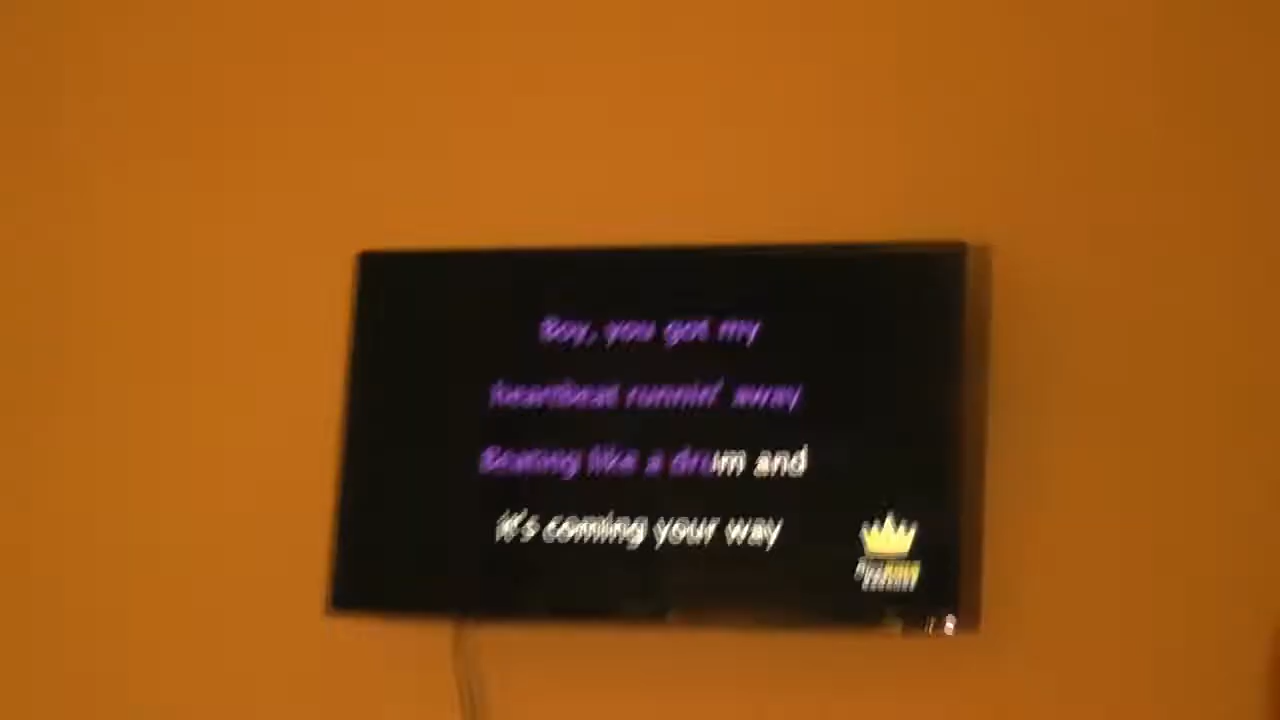 Boy, you got my
heartbeat runnin' away
Beating like a drum and
it's coming your way